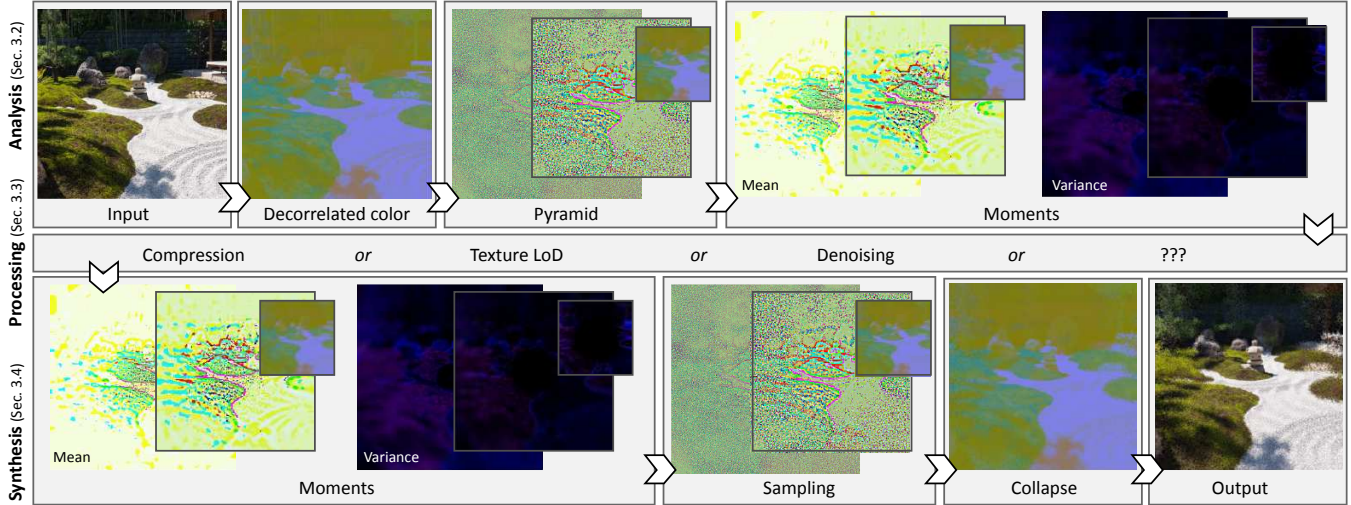 Analysis (Sec. 3.2)
Mean
Variance
Input
Decorrelated color
Pyramid
Moments
Processing (Sec. 3.3)
Compression or Texture LoD or Denoising or ???
Synthesis (Sec. 3.4)
Mean
Variance
Moments
Sampling
Collapse
Output